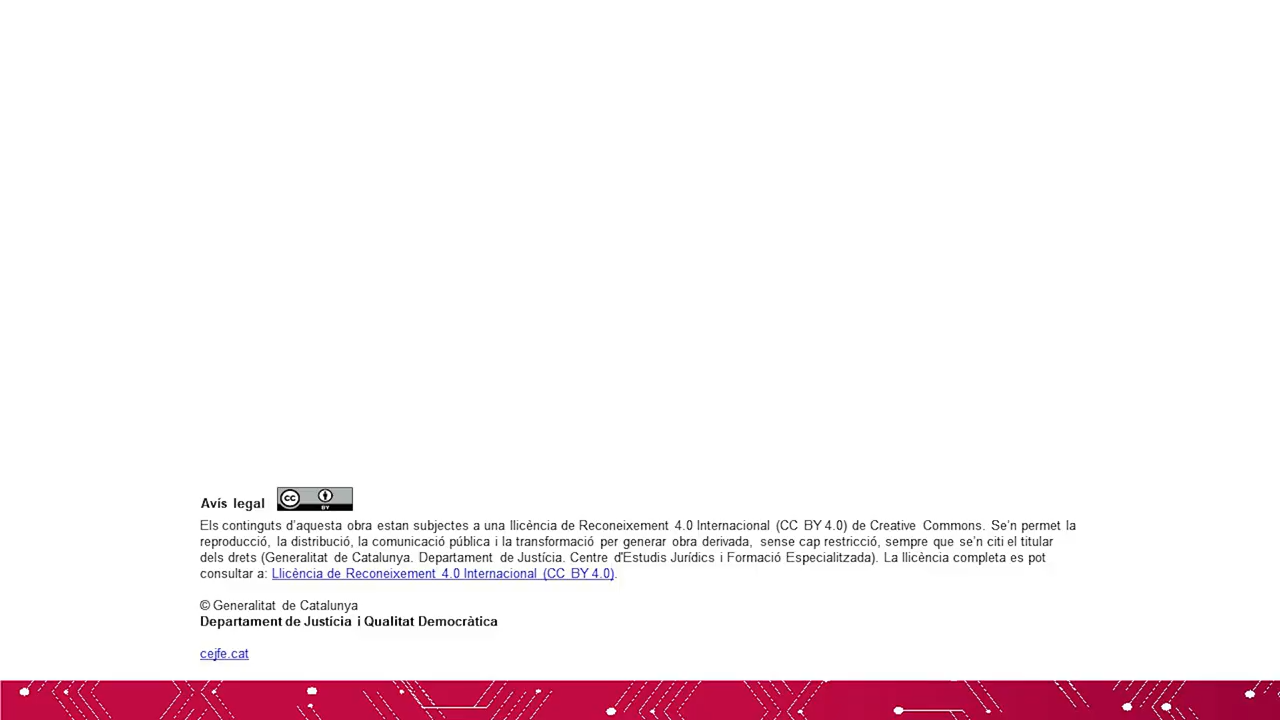 Avís legal
cc
BY
Els continguts d’aquesta obra estan subjectes a una llicència de Reconeixement 4.0 Internacional (CC BY 4.0) de Creative Commons. Se’n permet la
reproducció, la distribució, la comunicació pública i la transformació per generar obra derivada, sense cap restricció, sempre que se’n citi el titular
dels drets (Generalitat de Catalunya. Departament de Justícia. Centre d'Estudis Jurídics i Formació Especialitzada). La llicència completa es pot
consultar a: Llicència de Reconeixement 4.0 Internacional (CC BY 4.0).
© Generalitat de Catalunya
Departament de Justícia i Qualitat Democràtica
cejfe.cat